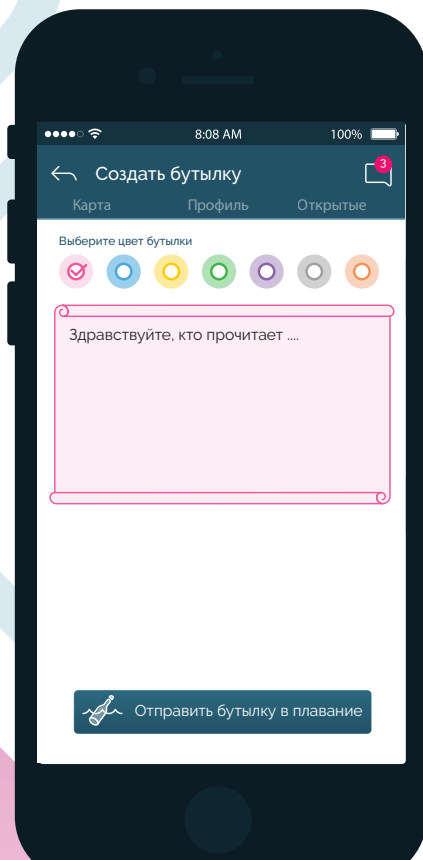 8:08 AM 100%
Создать бутылку 3
Карта Профиль Открытые
Выберите цвет бутылки
Здравствуйте, кто прочитает ....
Отправить бутылку в плавание